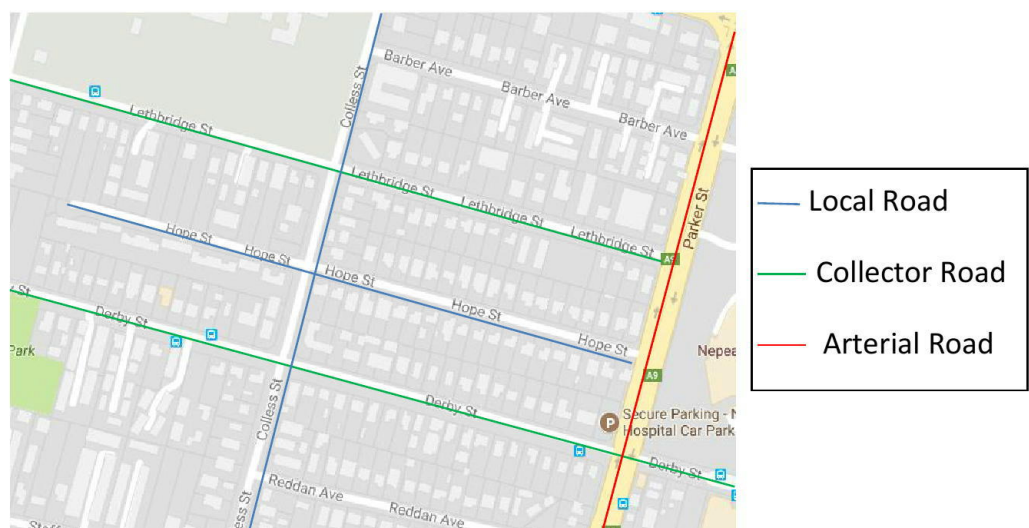 Barber Ave
Barber Ave
Barber Ave
Colless St
Lethbridge St
Lethbridge St
Lethbridge St
Lethbridge St
Parker St
A9
Hope St
Hope St
Hope St
Hope St
Hope St
Derby St
Park
A9
Nepea
Derby St
P
Secure Parking - N
Hospital Car Park
Derby St
Colless St
Reddan Ave
Reddan Ave
Colless St
Local Road
Collector Road
Arterial Road